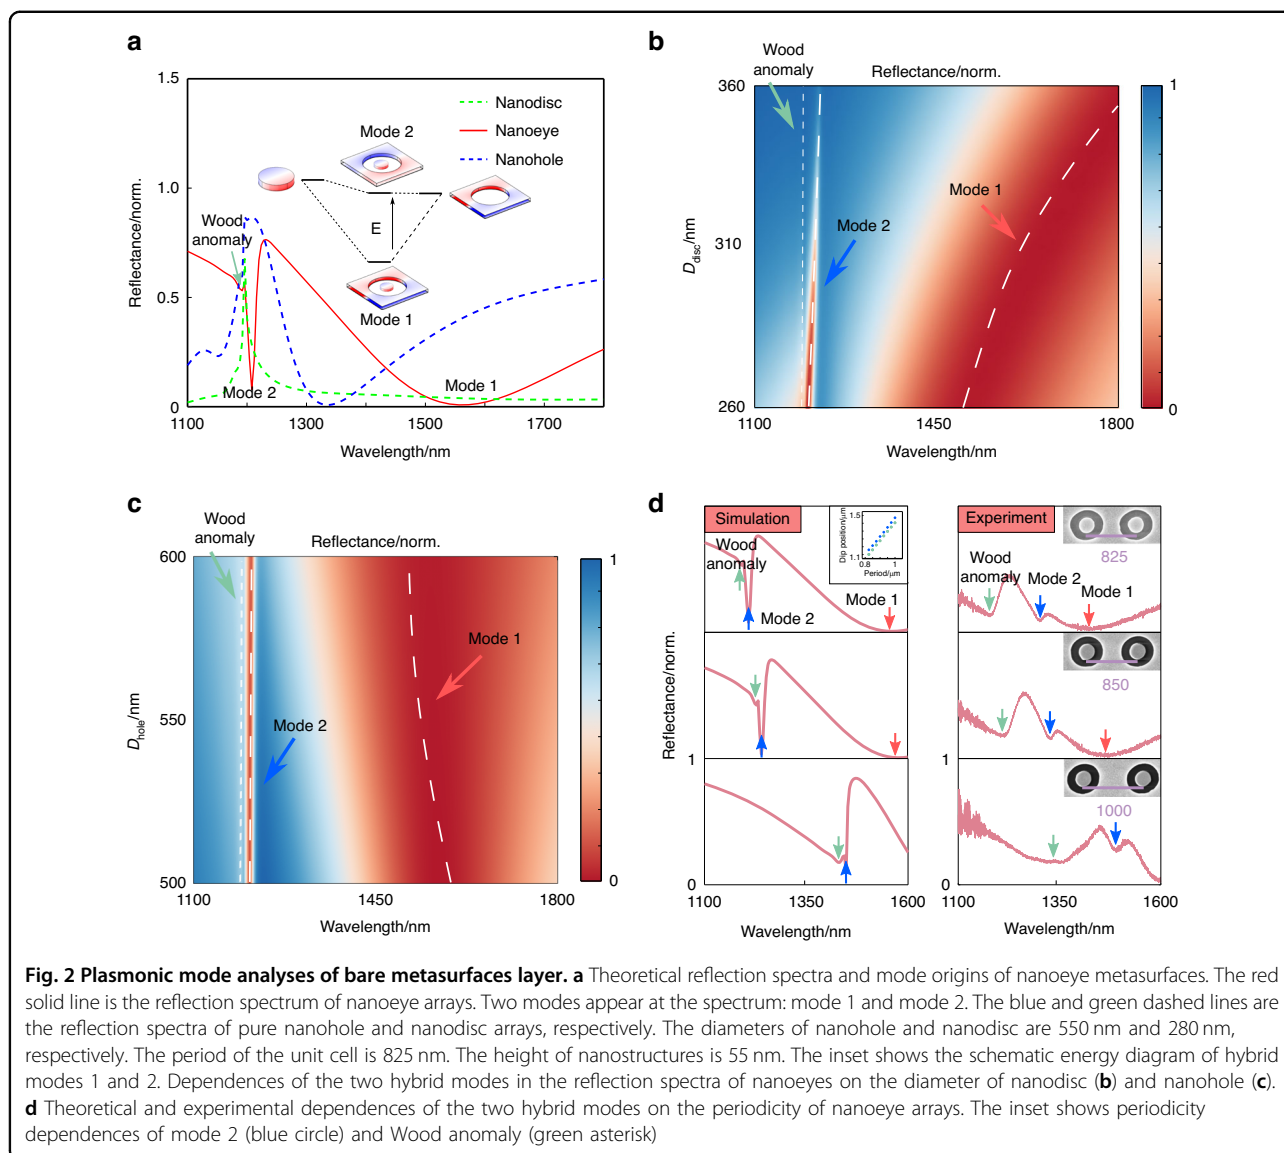 a
1.5
1.0
0.5
0
Reflectance/norm.
1100
1300
1500
1700
Wavelength/nm
Nanodisc
Nanoeye
Nanohole
Mode 2
E
Mode 1
Wood
anomaly
Mode 2
Mode 1
b
Wood
anomaly
Reflectance/norm.
360
310
260
D disc/nm
Mode 1
Mode 2
1100
1450
1800
Wavelength/nm
1
0
c
Wood
anomaly
Reflectance/norm.
600
550
500
D hole/nm
Mode 1
Mode 2
1100
1450
1800
Wavelength/nm
1
0
d
Simulation
Dip position/μm
1.5
1.1
0.8
1
Period/μm
Wood
anomaly
Mode 2
Mode 1
Reflectance/norm.
1
0
1100
1350
1600
Wavelength/nm
Experiment
825
Wood
anomaly
Mode 2
Mode 1
850
1
1000
0
1100
1350
1600
Wavelength/nm
Fig. 2 Plasmonic mode analyses of bare metasurfaces layer. a Theoretical reflection spectra and mode origins of nanoeye metasurfaces. The red
solid line is the reflection spectrum of nanoeye arrays. Two modes appear at the spectrum: mode 1 and mode 2. The blue and green dashed lines are
the reflection spectra of pure nanohole and nanodisc arrays, respectively. The diameters of nanohole and nanodisc are 550 nm and 280 nm,
respectively. The period of the unit cell is 825 nm. The height of nanostructures is 55 nm. The inset shows the schematic energy diagram of hybrid
modes 1 and 2. Dependences of the two hybrid modes in the reflection spectra of nanoeyes on the diameter of nanodisc (b) and nanohole (c).
d Theoretical and experimental dependences of the two hybrid modes on the periodicity of nanoeye arrays. The inset shows periodicity
dependences of mode 2 (blue circle) and Wood anomaly (green asterisk)